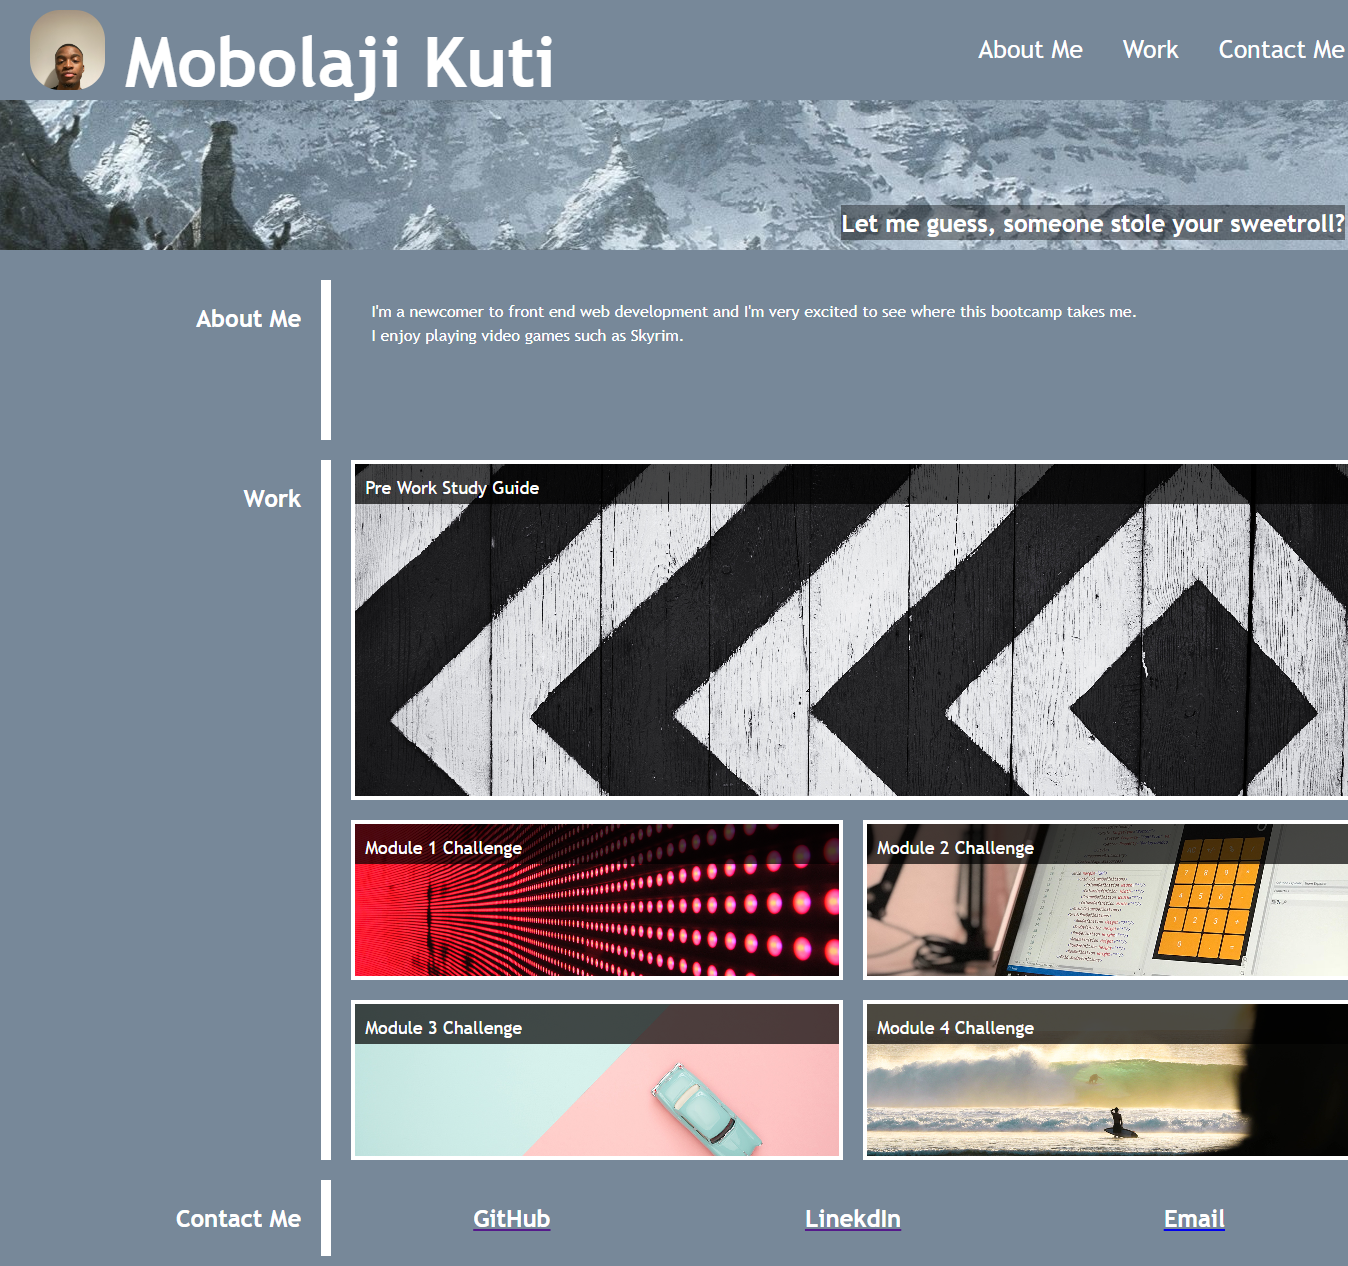 Mobolaji Kuti
About Me Work Contact Me
Let me guess, someone stole your sweetroll?
About Me
I'm a newcomer to front end web development and I'm very excited to see where this bootcamp takes me.
I enjoy playing video games such as Skyrim.
Work
Pre Work Study Guide
Module 1 Challenge
Module 2 Challenge
Module 3 Challenge
Module 4 Challenge
Contact Me
GitHub
LinekdIn
Email